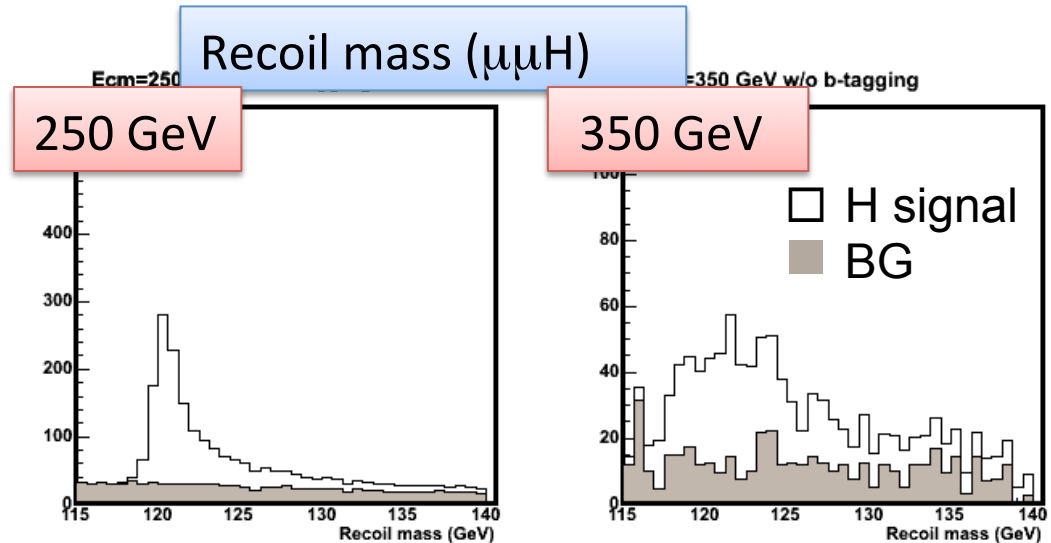 Recoil mass (μμH)
Ecm=250
=350 GeV w/o b-tagging
250 GeV
350 GeV
H signal
BG
400
300
200
100
0
115
120
125
130
135
140
Recoil mass (GeV)
100
80
60
40
20
0
115
120
125
130
135
140
Recoil mass (GeV)